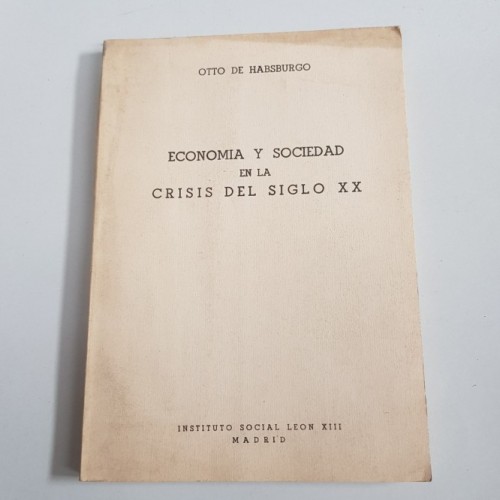 OTTO DE HABSBURGO
ECONOMIA Y SOCIEDAD
EN LA
CRISIS DEL SIGLO XX
INSTITUTO SOCIAL LEON XIII
MADRID